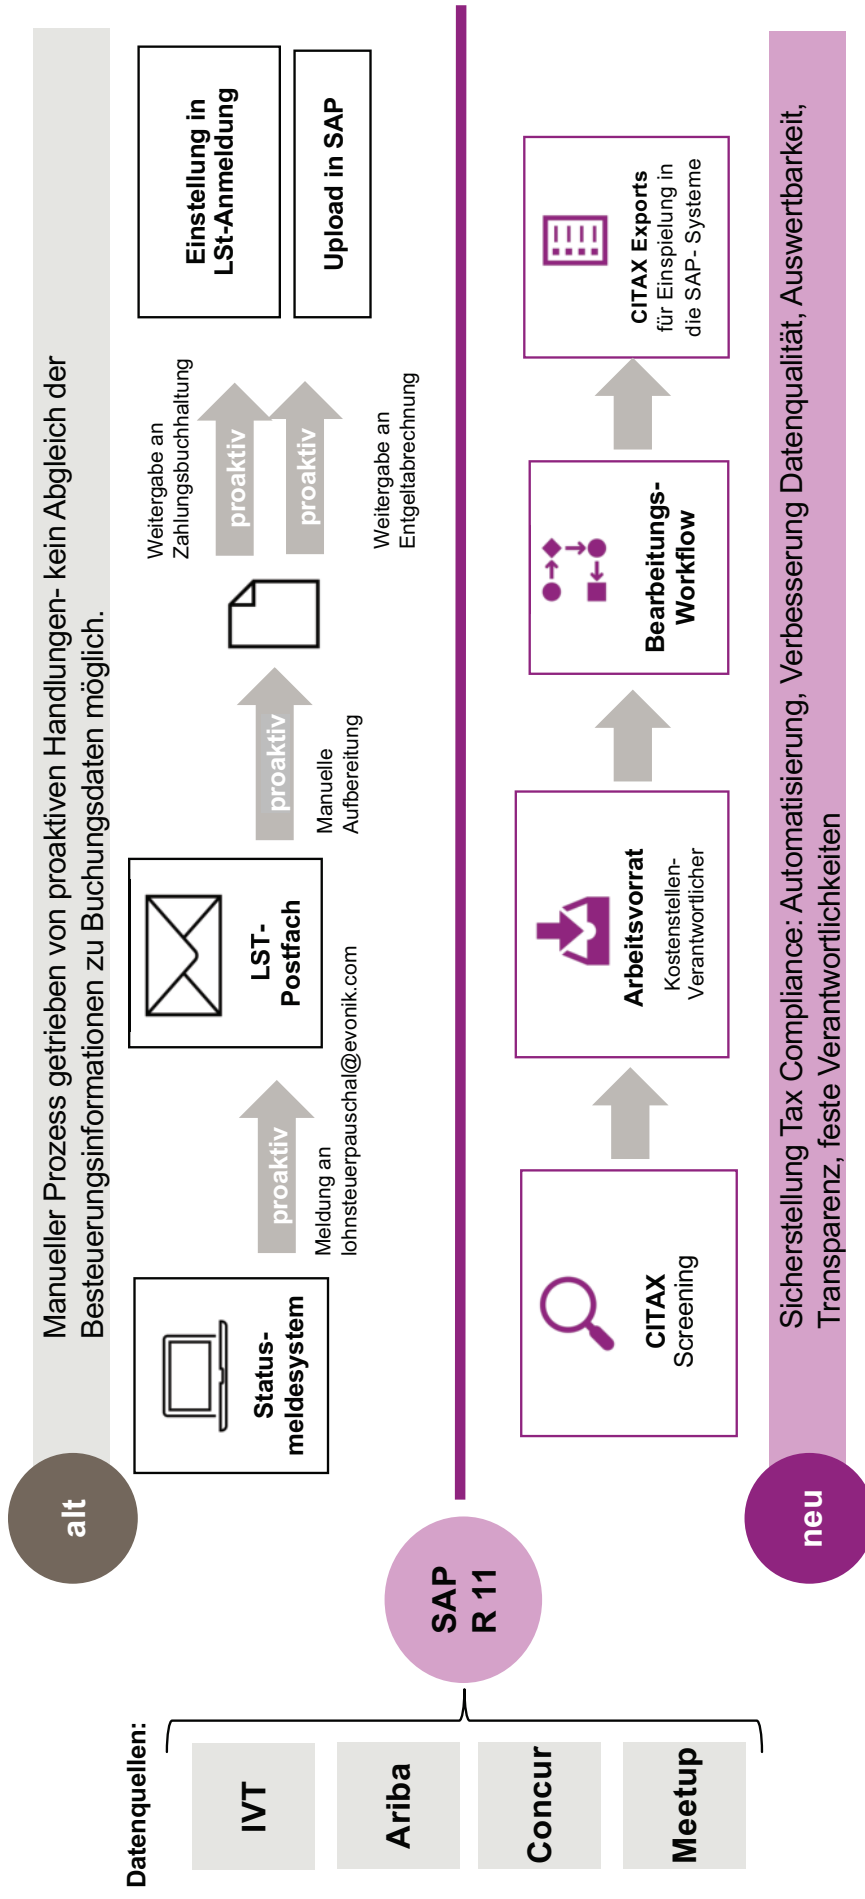 Datenquellen:
IVT
Ariba
Concur
Meetup
SAP
R 11
alt
Manueller Prozess getrieben von proaktiven Handlungen- kein Abgleich der
Besteuerungsinformationen zu Buchungsdaten möglich.
Status-
meldesystem
proaktiv
Meldung an
lohnsteuerpauschal@evonik.com
LST-
Postfach
proaktiv
Manuelle
Aufbereitung
Weitergabe an
Zahlungsbuchhaltung
proaktiv
proaktiv
Weitergabe an
Entgeltabrechnung
Einstellung in
LSt-Anmeldung
Upload in SAP
CITAX
Screening
Arbeitsvorrat
Kostenstellen-
Verantwortlicher
Bearbeitungs-
Workflow
CITAX Exports
für Einspielung in
die SAP- Systeme
neu
Sicherstellung Tax Compliance: Automatisierung, Verbesserung Datenqualität, Auswertbarkeit,
Transparenz, feste Verantwortlichkeiten